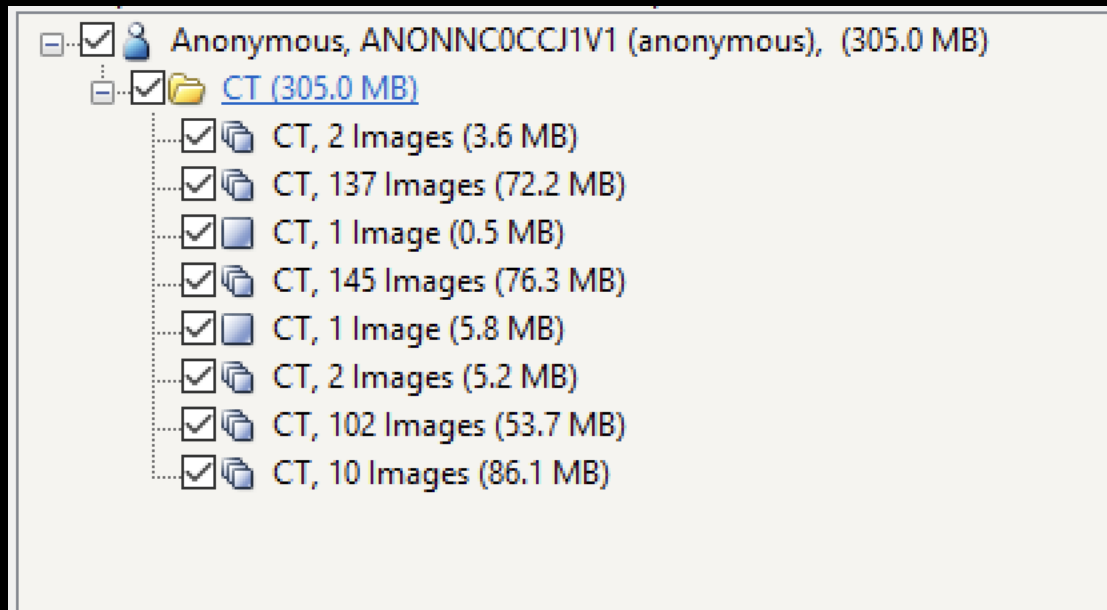 Anonymous, ANONNC0CCJ1V1 (anonymous),  (305.0 MB)
CT (305.0 MB)
CT, 2 Images (3.6 MB)
CT, 137 Images (72.2 MB)
CT, 1 Image (0.5 MB)
CT, 145 Images (76.3 MB)
CT, 1 Image (5.8 MB)
CT, 2 Images (5.2 MB)
CT, 102 Images (53.7 MB)
CT, 10 Images (86.1 MB)